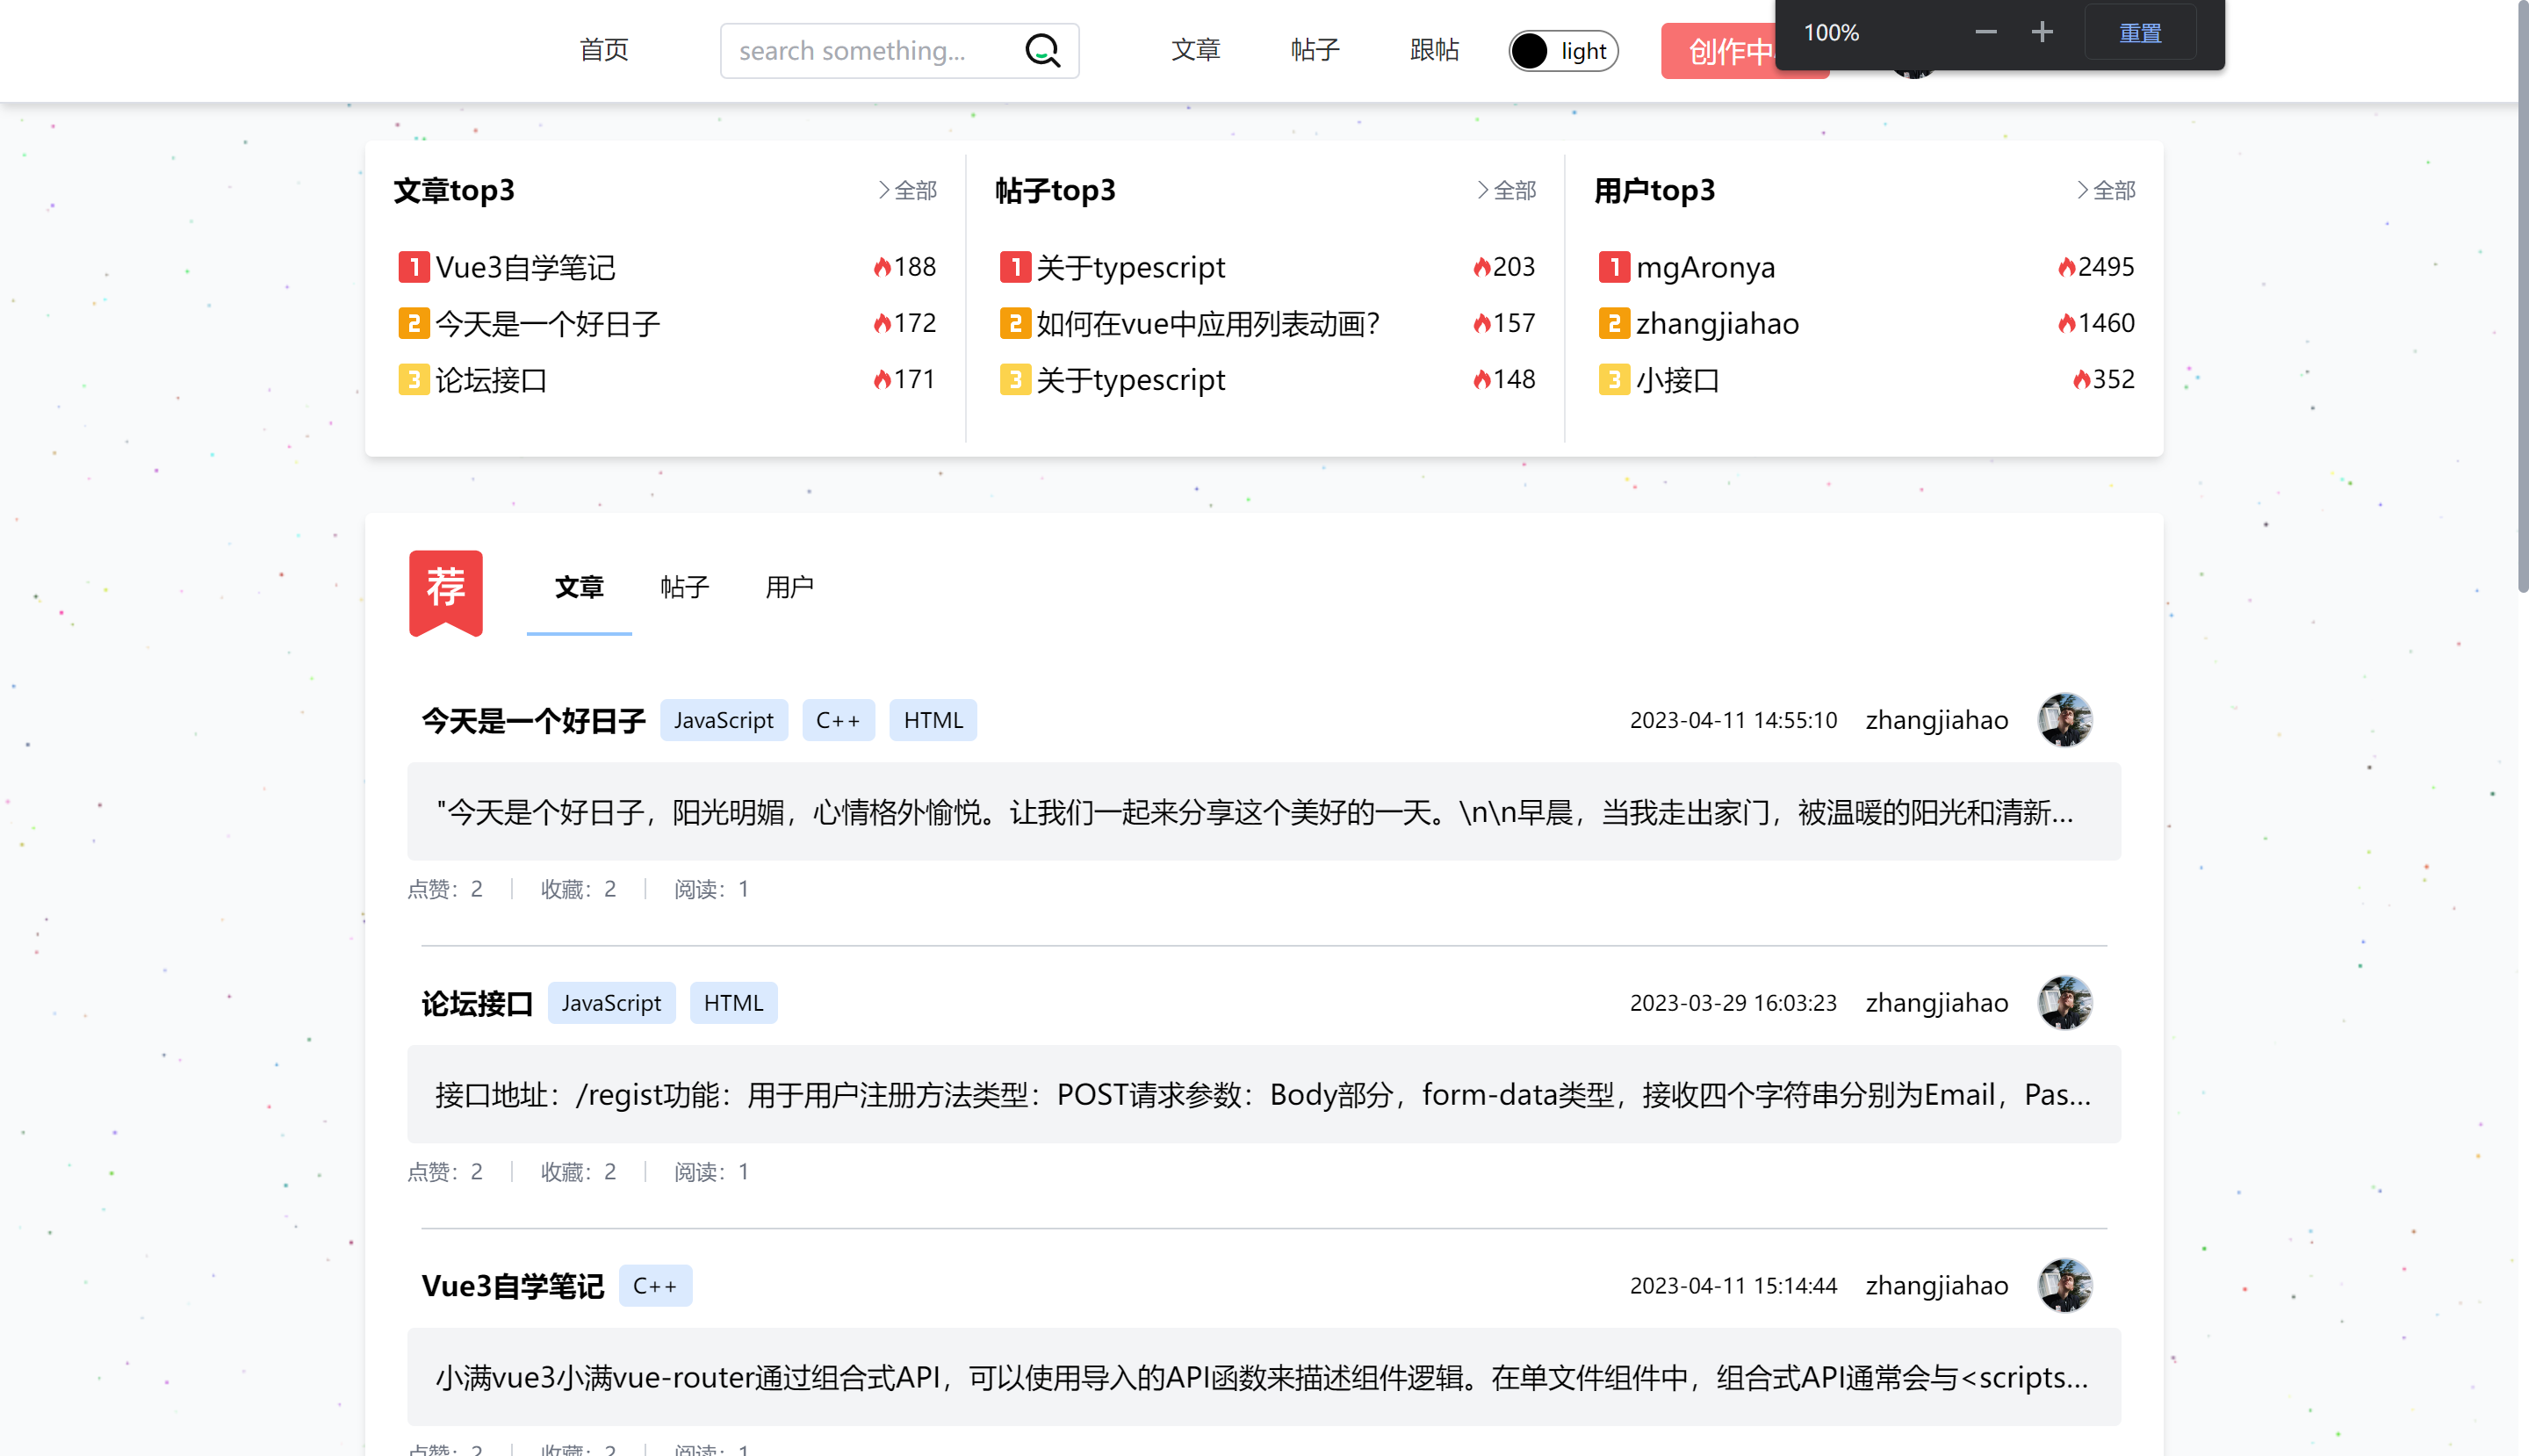 首页 search something... 文章 帖子 跟帖 light 创作中 100% 重置
文章top3 全部 帖子top3 全部 用户top3 全部
1 Vue3自学笔记 188 1 关于typescript 203 1 mgAronya 2495
2 今天是一个好日子 172 2 如何在vue中应用列表动画? 157 2 zhangjiahao 1460
3 论坛接口 171 3 关于typescript 148 3 小接口 352
荐 文章 帖子 用户
今天是一个好日子 JavaScript C++ HTML 2023-04-11 14:55:10 zhangjiahao
"今天是个好日子，阳光明媚，心情格外愉悦。让我们一起来分享这个美好的一天。\n\n早晨，当我走出家门，被温暖的阳光和清新...
点赞：2 收藏：2 阅读：1
论坛接口 JavaScript HTML 2023-03-29 16:03:23 zhangjiahao
接口地址：/regist功能：用于用户注册方法类型：POST请求参数：Body部分，form-data类型，接收四个字符串分别为Email，Pas...
点赞：2 收藏：2 阅读：1
Vue3自学笔记 C++ 2023-04-11 15:14:44 zhangjiahao
小满vue3小满vue-router通过组合式API，可以使用导入的API函数来描述组件逻辑。在单文件组件中，组合式API通常会与<scripts...
点赞：2 收藏：2 阅读：1